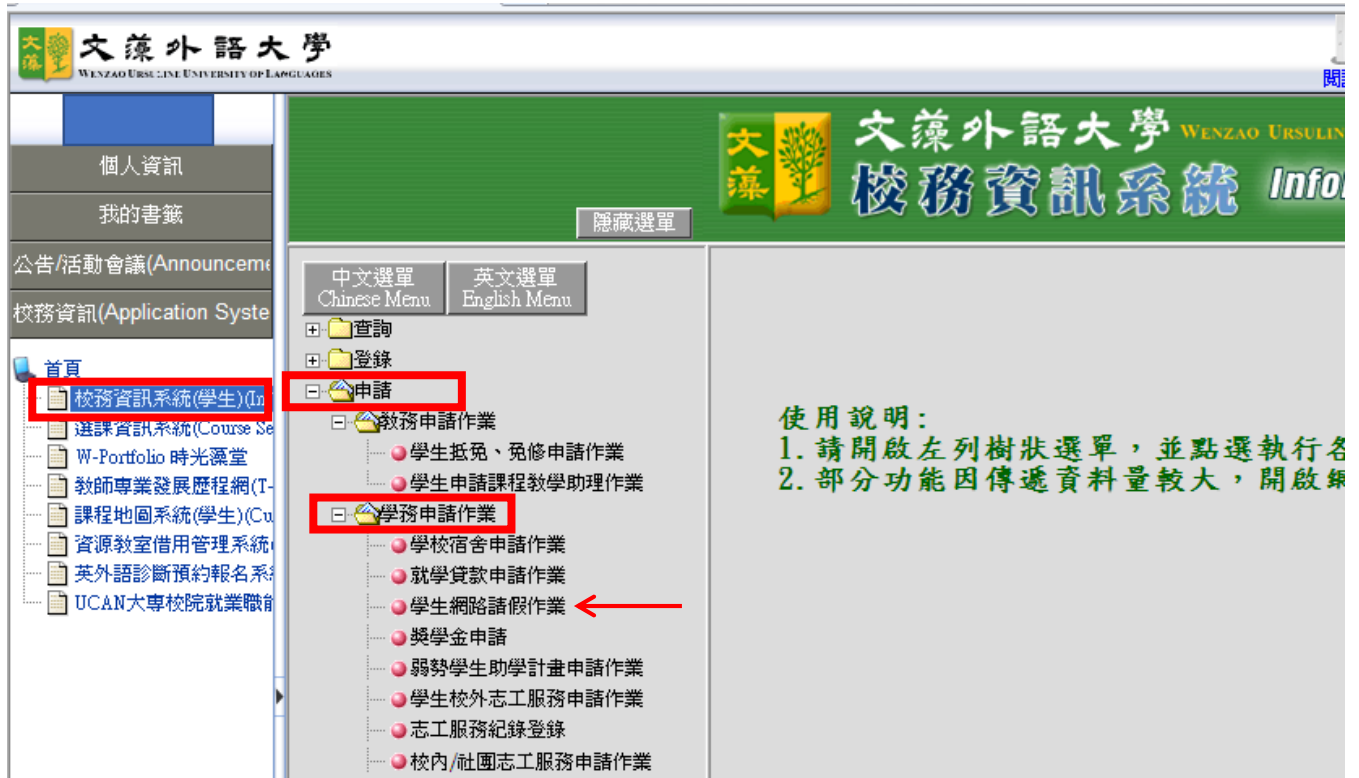 文藻
文藻外語大學
WENZAO URSULINE UNIVERSITY OF LANGUAGES
個人資訊
我的書籤
公告/活動會議(Announceme
校務資訊(Application Syste
首頁
校務資訊系統(學生)(In
選課資訊系統(Course Se
W-Portfolio 時光藻堂
教師專業發展歷程網(T-
課程地圖系統(學生)(Cu
資源教室借用管理系統
英外語診斷預約報名系
UCAN大專校院就業職
文藻
文藻外語大學 WENZAO URSULIN
校務資訊系統 Info
隱藏選單
中文選單
Chinese Menu
英文選單
English Menu
查詢
登錄
申請
教務申請作業
學生抵免、免修申請作業
學生申請課程教學助理作業
學務申請作業
學校宿舍申請作業
就學貸款申請作業
學生網路請假作業
獎學金申請
弱勢學生助學計畫申請作業
學生校外志工服務申請作業
志工服務紀錄登錄
校內/社團志工服務申請作業
使用說明:
1.請開啟左列樹狀選單，並點選執行各
2.部分功能因傳遞資料量較大，開啟網